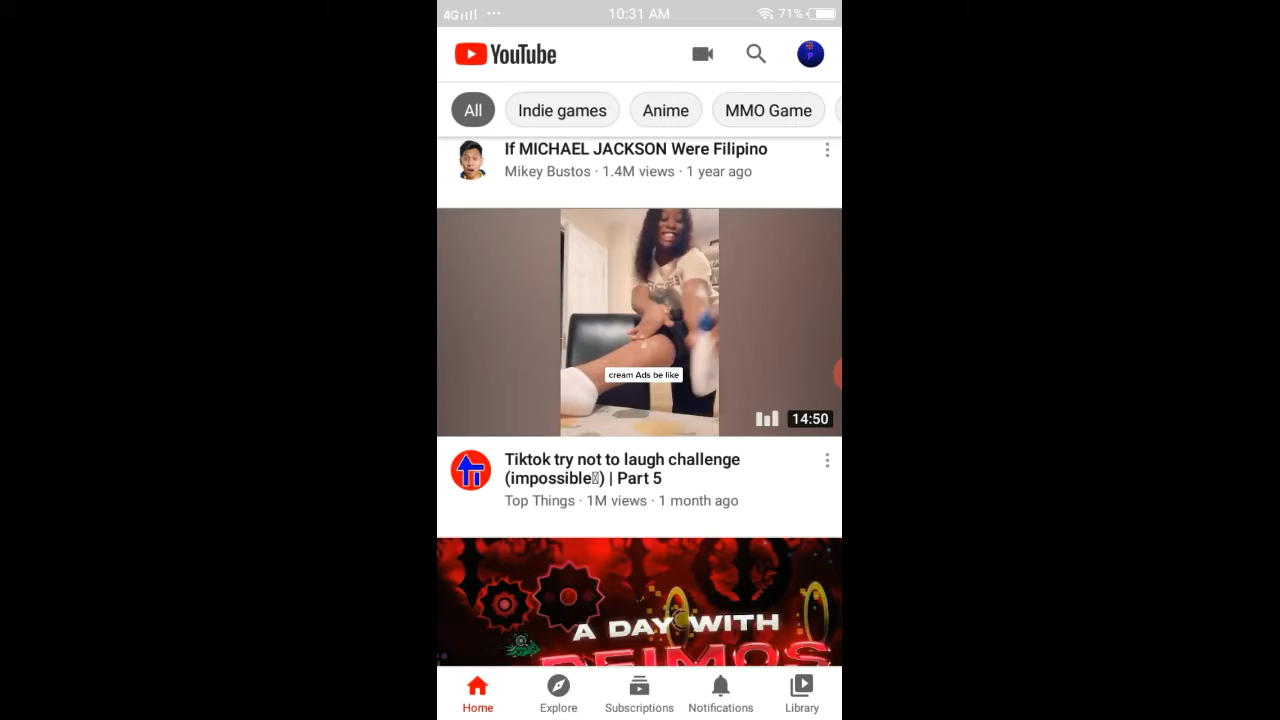 4G 10:31 AM 71%
YouTube
All Indie games Anime MMO Game
If MICHAEL JACKSON Were Filipino
Mikey Bustos · 1.4M views · 1 year ago
cream Ads be like
14:50
Tiktok try not to laugh challenge
(impossible▯) | Part 5
Top Things · 1M views · 1 month ago
A DAY WITH
DEIMOS
Home Explore Subscriptions Notifications Library